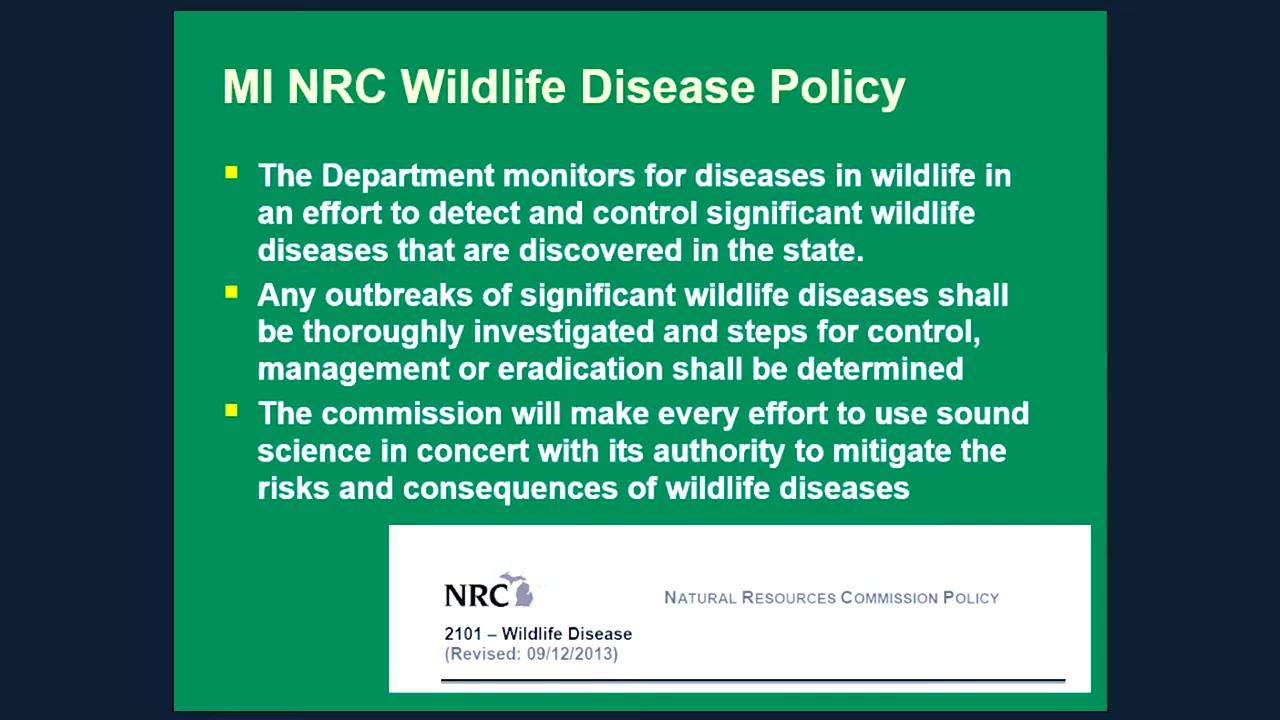 MI NRC Wildlife Disease Policy
The Department monitors for diseases in wildlife in
an effort to detect and control significant wildlife
diseases that are discovered in the state.
Any outbreaks of significant wildlife diseases shall
be thoroughly investigated and steps for control,
management or eradication shall be determined
The commission will make every effort to use sound
science in concert with its authority to mitigate the
risks and consequences of wildlife diseases
NRC
NATURAL RESOURCES COMMISSION POLICY
2101 – Wildlife Disease
(Revised: 09/12/2013)